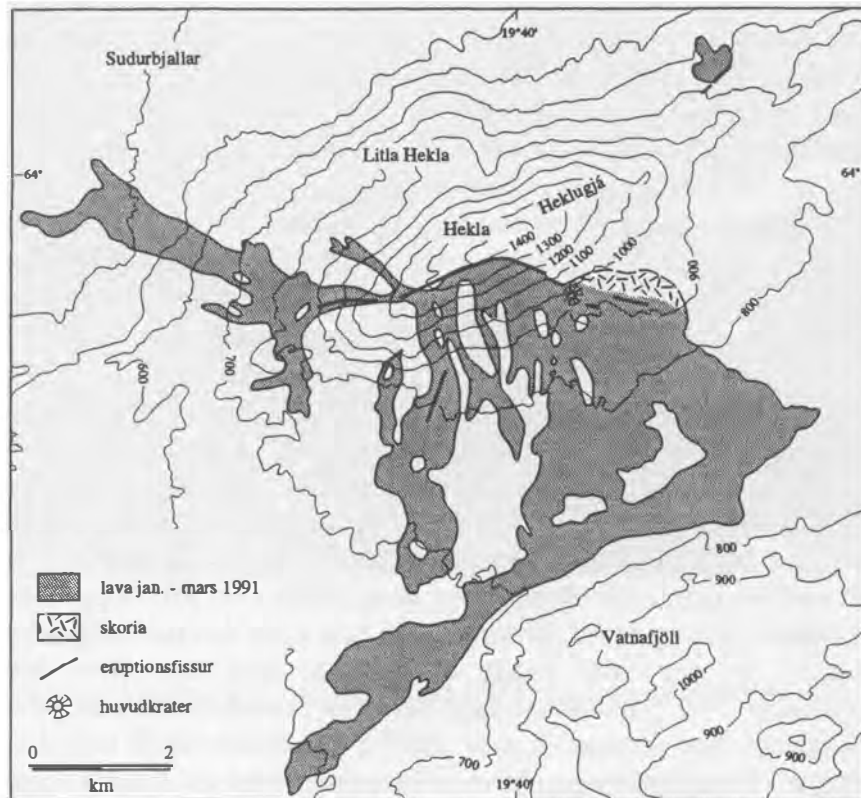 19°40'
Sudurbjallar
Litla Hekla
64°
64°
Heklugjá
Hekla
1400
1300
1200
1100
1000
900
800
600
700
800
900
lava jan. - mars 1991
skoria
Vatnafjöll
eruptionsfissur
1000
huvudkrater
900
900
0 2
km
700
19°40'